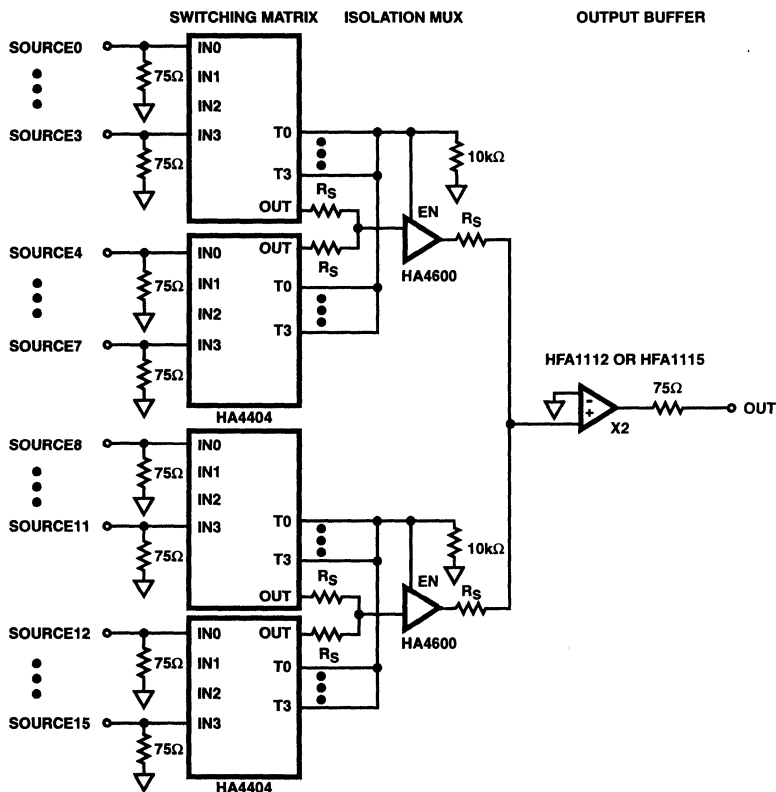 SWITCHING MATRIX ISOLATION MUX OUTPUT BUFFER
SOURCE0 IN0
75Ω IN1
IN2
SOURCE3 IN3 T0
75Ω 10kΩ
T3
RS
OUT EN RS
SOURCE4 IN0 OUT
RS HA4600
75Ω IN1 T0
IN2
T3
SOURCE7 IN3 HFA1112 OR HFA1115
75Ω 75Ω
- OUT
+
HA4404 X2
SOURCE8 IN0
75Ω IN1
IN2
SOURCE11 IN3 T0
75Ω 10kΩ
T3
RS EN RS
OUT
SOURCE12 IN0 OUT
RS HA4600
75Ω IN1 T0
IN2
T3
SOURCE15 IN3
75Ω
HA4404